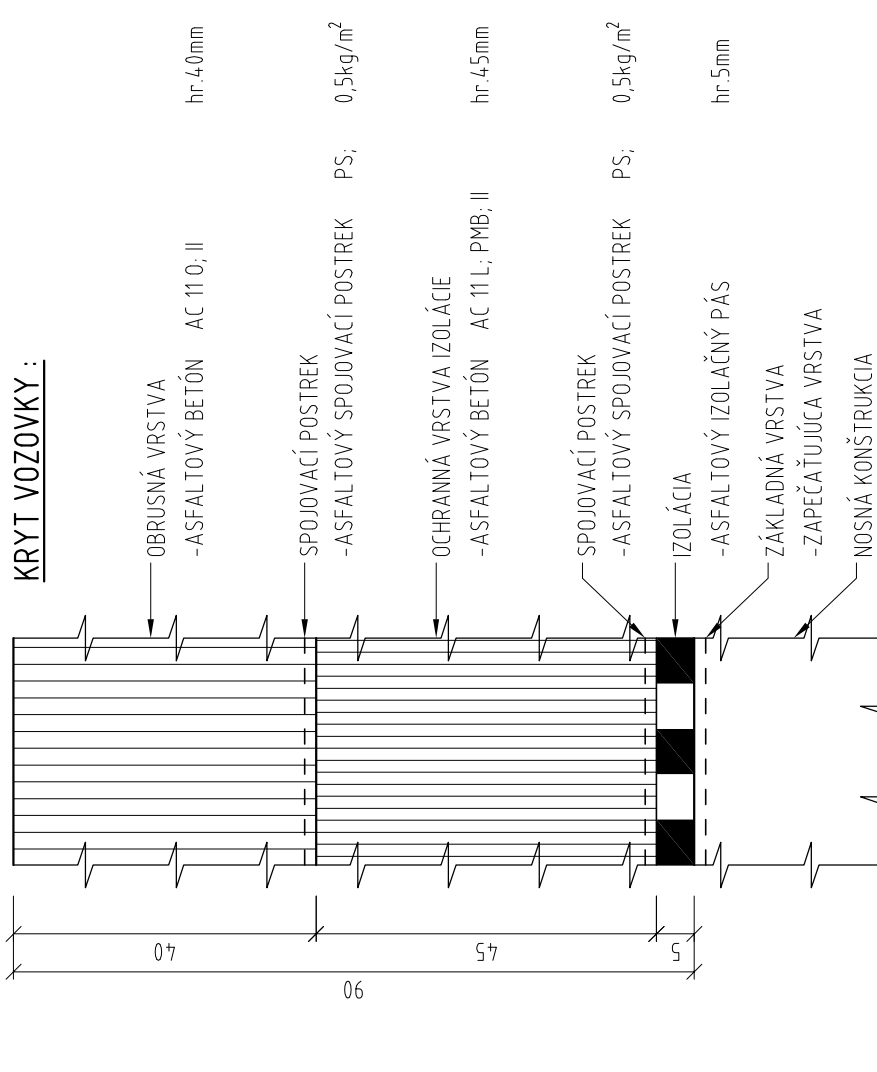 KRYT VOZOVKY :
OBRUSNÁ VRSTVA
-ASFALTOVÝ BETÓN AC 11 O; II hr.40mm
SPOJOVACÍ POSTREK
-ASFALTOVÝ SPOJOVACÍ POSTREK PS; 0,5kg/m²
OCHRANNÁ VRSTVA IZOLÁCIE
-ASFALTOVÝ BETÓN AC 11 L; PMB; II hr.45mm
SPOJOVACÍ POSTREK
-ASFALTOVÝ SPOJOVACÍ POSTREK PS; 0,5kg/m²
IZOLÁCIA
-ASFALTOVÝ IZOLAČNÝ PÁS hr.5mm
ZÁKLADNÁ VRSTVA
-ZAPEČAŤUJÚCA VRSTVA
NOSNÁ KONŠTRUKCIA
40
45
5
90